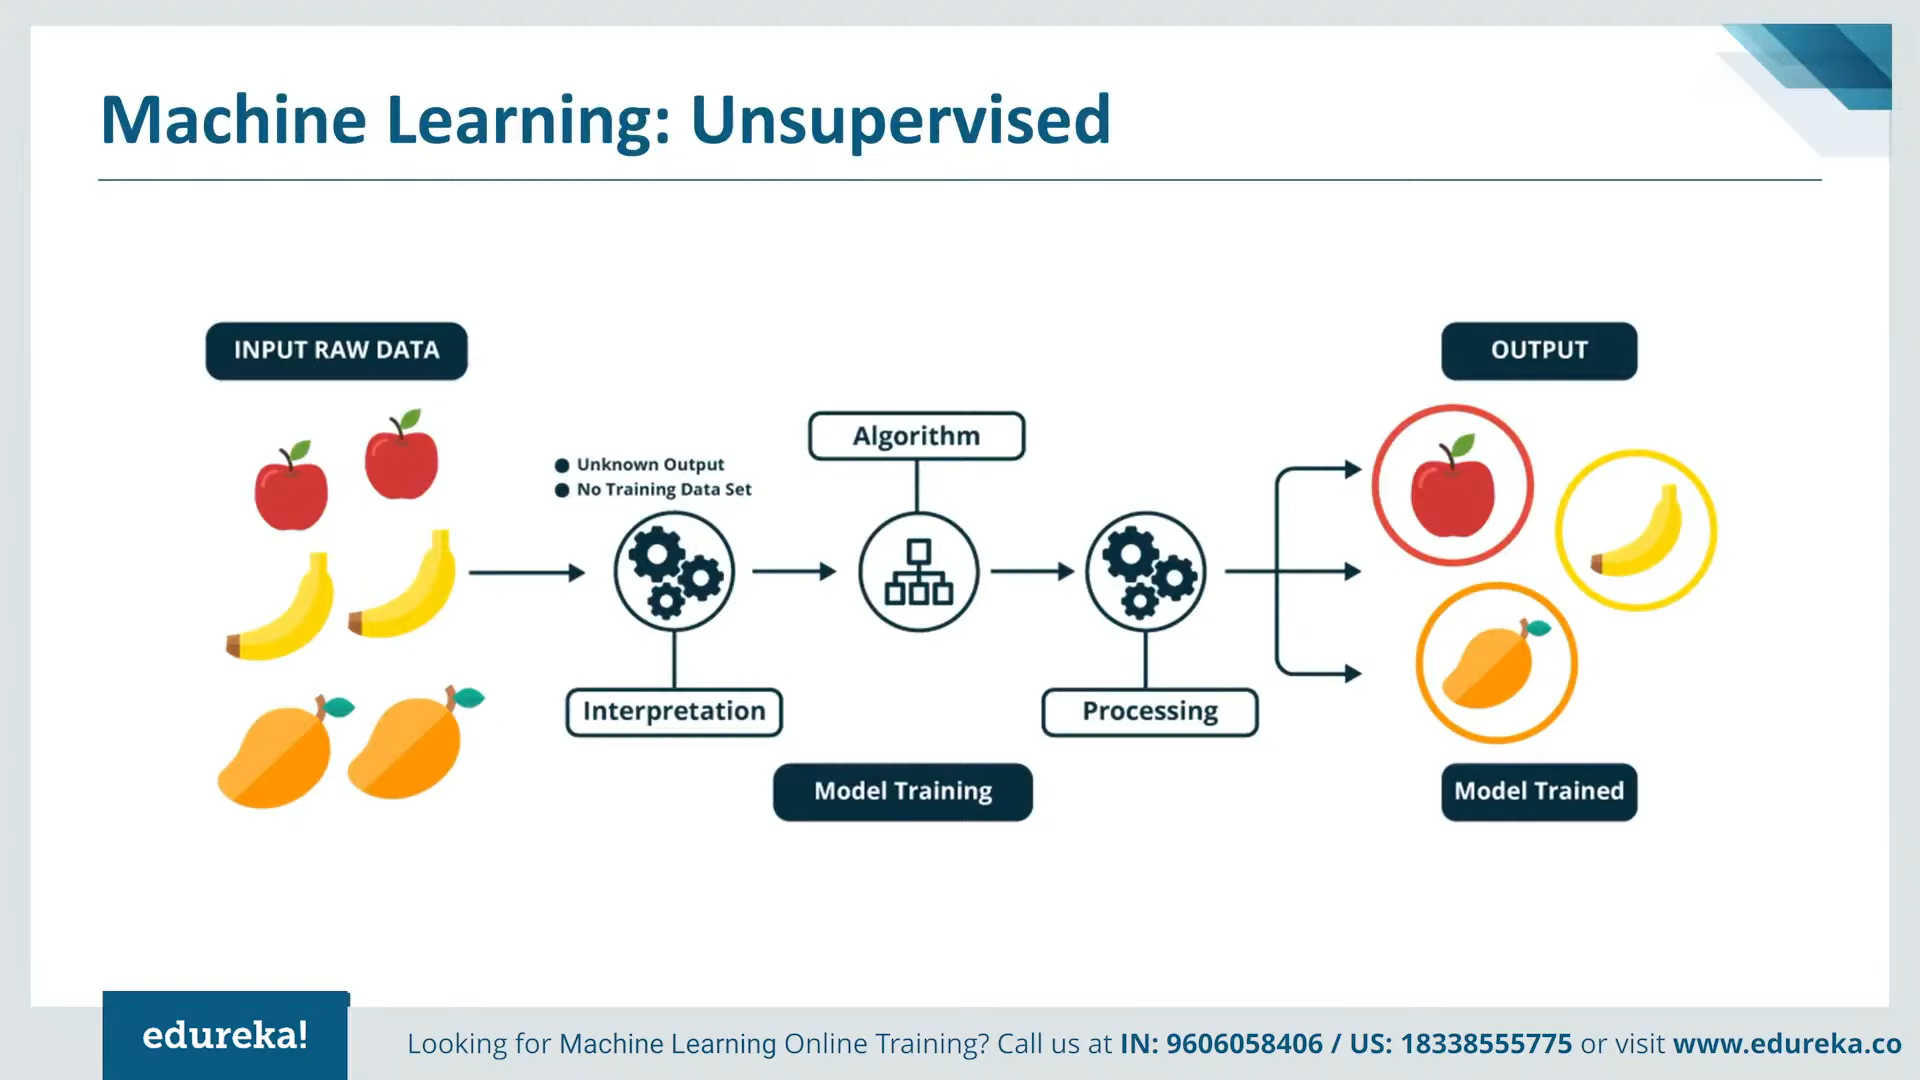 Machine Learning: Unsupervised
INPUT RAW DATA
OUTPUT
Algorithm
Unknown Output
No Training Data Set
Interpretation
Processing
Model Training
Model Trained
edureka!
Looking for Machine Learning Online Training? Call us at IN: 9606058406 / US: 18338555775 or visit www.edureka.co